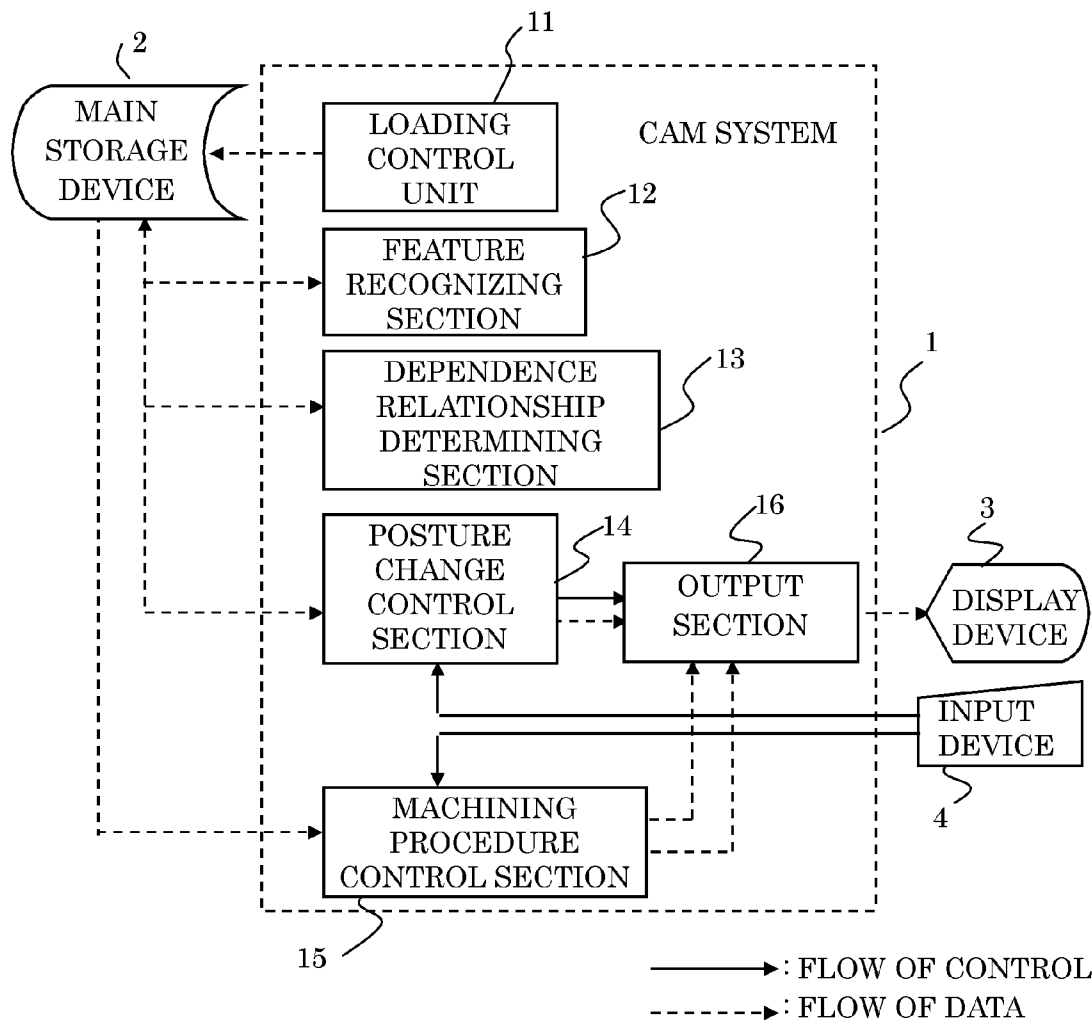 11
2
MAIN
STORAGE
DEVICE
LOADING
CONTROL
UNIT
CAM SYSTEM
12
FEATURE
RECOGNIZING
SECTION
1
13
DEPENDENCE
RELATIONSHIP
DETERMINING
SECTION
14
POSTURE
CHANGE
CONTROL
SECTION
16
OUTPUT
SECTION
3
DISPLAY
DEVICE
INPUT
DEVICE
4
MACHINING
PROCEDURE
CONTROL SECTION
15
: FLOW OF CONTROL
: FLOW OF DATA